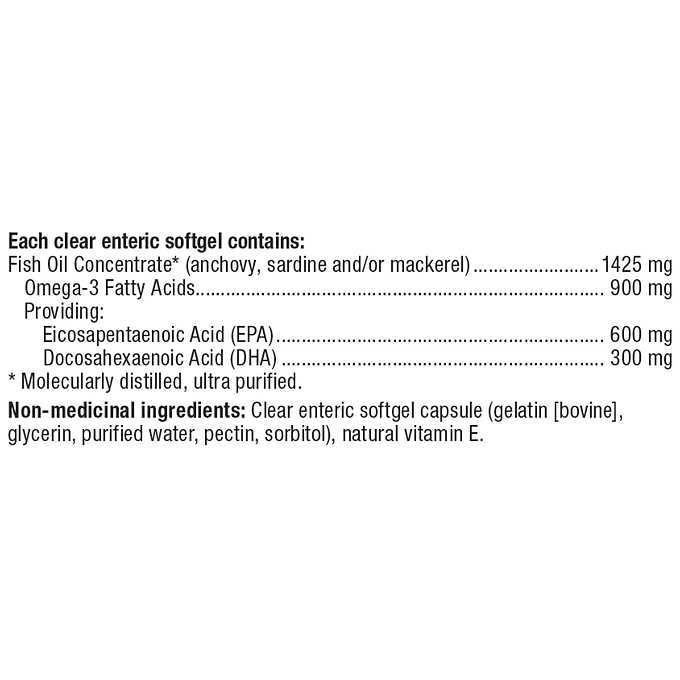 Each clear enteric softgel contains:
Fish Oil Concentrate* (anchovy, sardine and/or mackerel)......................... 1425 mg
Omega-3 Fatty Acids................................................................................. 900 mg
Providing:
Eicosapentaenoic Acid (EPA)................................................................. 600 mg
Docosahexaenoic Acid (DHA) ................................................................ 300 mg
* Molecularly distilled, ultra purified.
Non-medicinal ingredients: Clear enteric softgel capsule (gelatin [bovine],
glycerin, purified water, pectin, sorbitol), natural vitamin E.